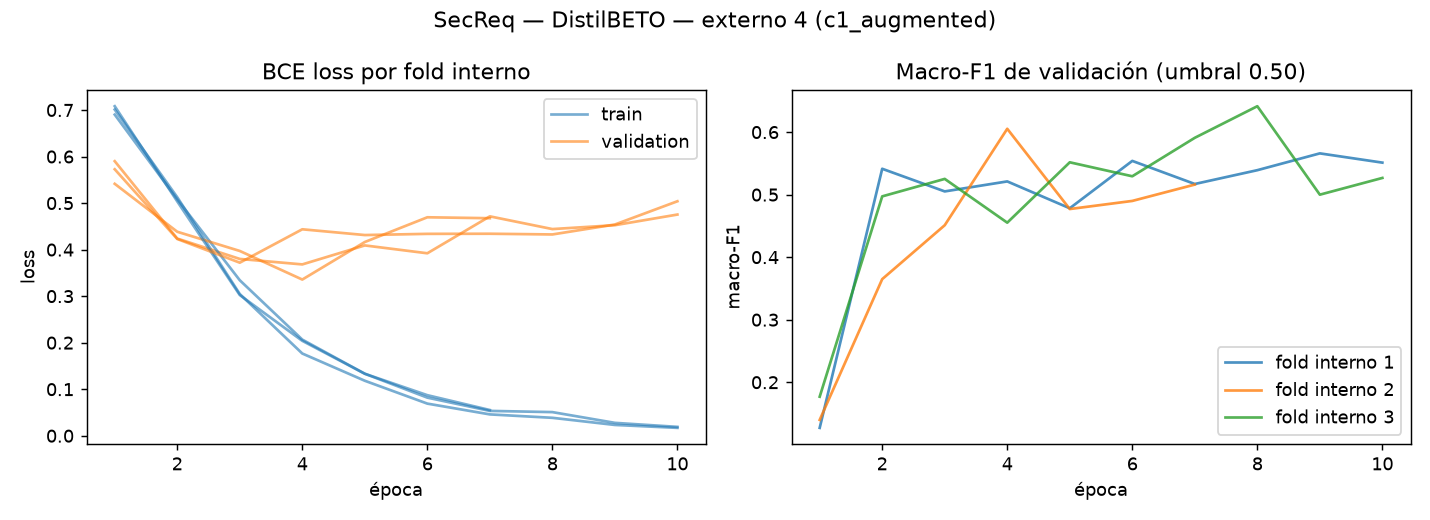 SecReq — DistilBETO — externo 4 (c1_augmented)
BCE loss por fold interno
0.7
0.6
0.5
0.4
0.3
0.2
0.1
0.0
loss
2 4 6 8 10
época
train
validation
Macro-F1 de validación (umbral 0.50)
0.6
0.5
0.4
0.3
0.2
macro-F1
2 4 6 8 10
época
fold interno 1
fold interno 2
fold interno 3